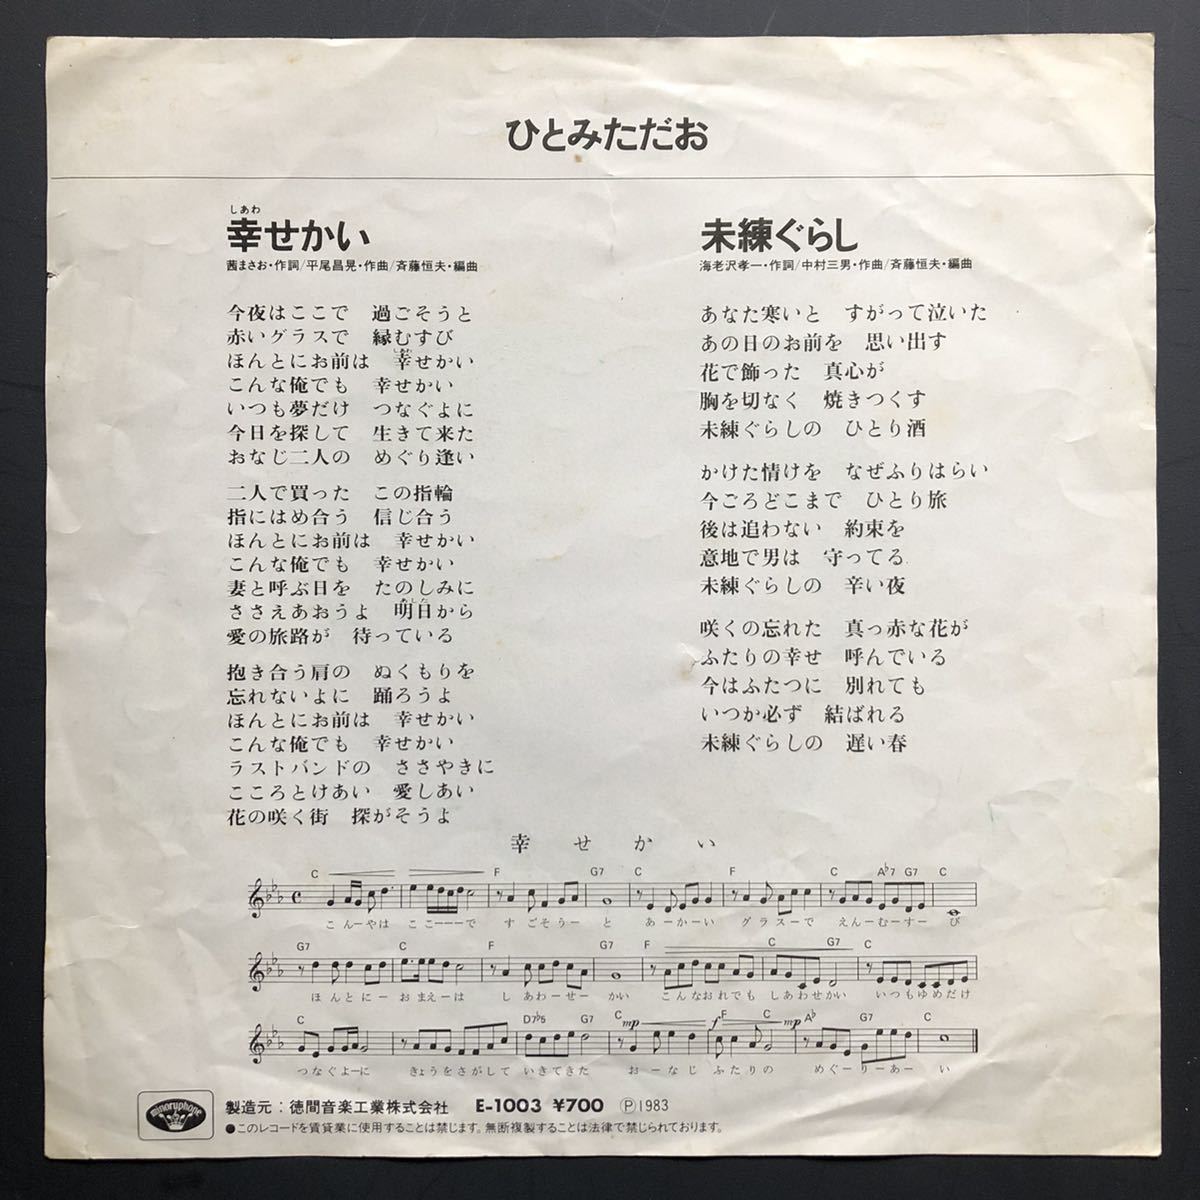 ひとみただお
しあわ
幸せかい
茜まさお・作詞/平尾昌晃・作曲/斉藤恒夫・編曲
今夜はここで　過ごそうと
赤いグラスで　縁むすび
ほんとにお前は　幸せかい
こんな俺でも　幸せかい
いつも夢だけ　つなぐよに
今日を探して　生きて来た
おなじ二人の　めぐり逢い
二人で買った　この指輪
指にはめ合う　信じ合う
ほんとにお前は　幸せかい
こんな俺でも　幸せかい
妻と呼ぶ日を　たのしみに
ささえあおうよ　明日から
愛の旅路が　待っている
抱き合う肩の　ぬくもりを
忘れないよに　踊ろうよ
ほんとにお前は　幸せかい
こんな俺でも　幸せかい
ラストバンドの　ささやきに
こころとけあい　愛しあい
花の咲く街　探がそうよ
未練ぐらし
海老沢孝一・作詞/中村三男・作曲/斉藤恒夫・編曲
あなた寒いと　すがって泣いた
あの日のお前を　思い出す
花で飾った　真心が
胸を切なく　焼きつくす
未練ぐらしの　ひとり酒
かけた情けを　なぜふりはらい
今ごろどこまで　ひとり旅
後は追わない　約束を
意地で男は　守ってる
未練ぐらしの　辛い夜
咲くの忘れた　真っ赤な花が
ふたりの幸せ　呼んでいる
今はふたつに　別れても
いつか必ず　結ばれる
未練ぐらしの　遅い春
幸せかい
C F G7 C F C A♭7 G7 C
こんーやは ここーーーで すごそうー と あーかーい グラスーで えんーむーすー び
G7 C F G7 F C G7 C
ほんとにー おまえーは しあわーせー かい こんなおれでも しあわせかい いつもゆめだけ
C D7♭5 G7 C mp f F C mp A♭ G7 C
つなぐよーに きょうをさがして いきてきた おーなじ ふたりの めぐーりーあー い
minoruphone
製造元：徳間音楽工業株式会社　E-1003 ¥700 Ⓟ1983
●このレコードを賃貸業に使用することは禁じます。無断複製することは法律で禁じられております。